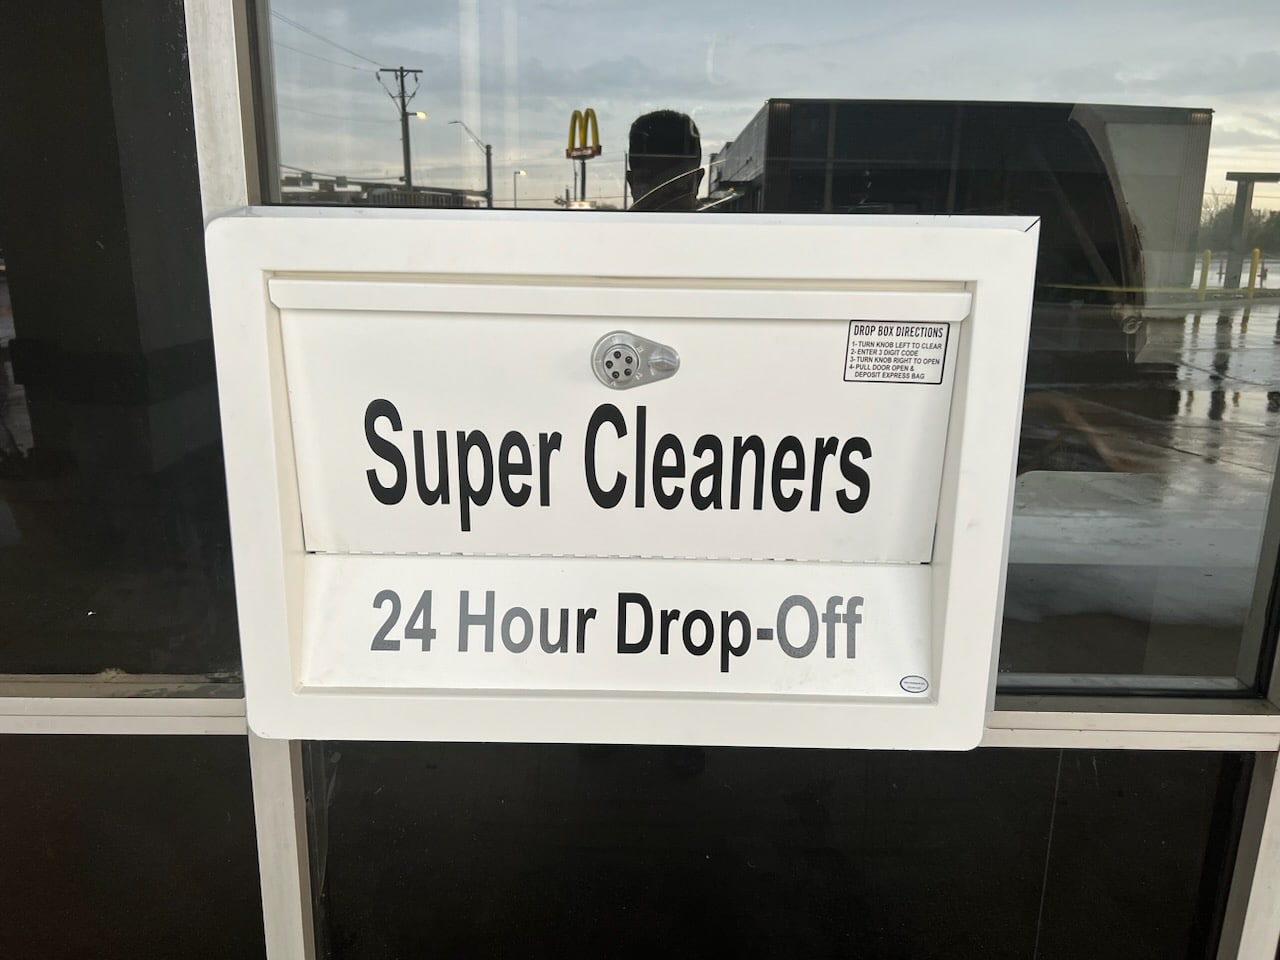 DROP BOX DIRECTIONS
1- TURN KNOB LEFT TO CLEAR
2- ENTER 3 DIGIT CODE
3- TURN KNOB RIGHT TO OPEN
4- PULL DOOR OPEN &
DEPOSIT EXPRESS BAG
Super Cleaners
24 Hour Drop-Off